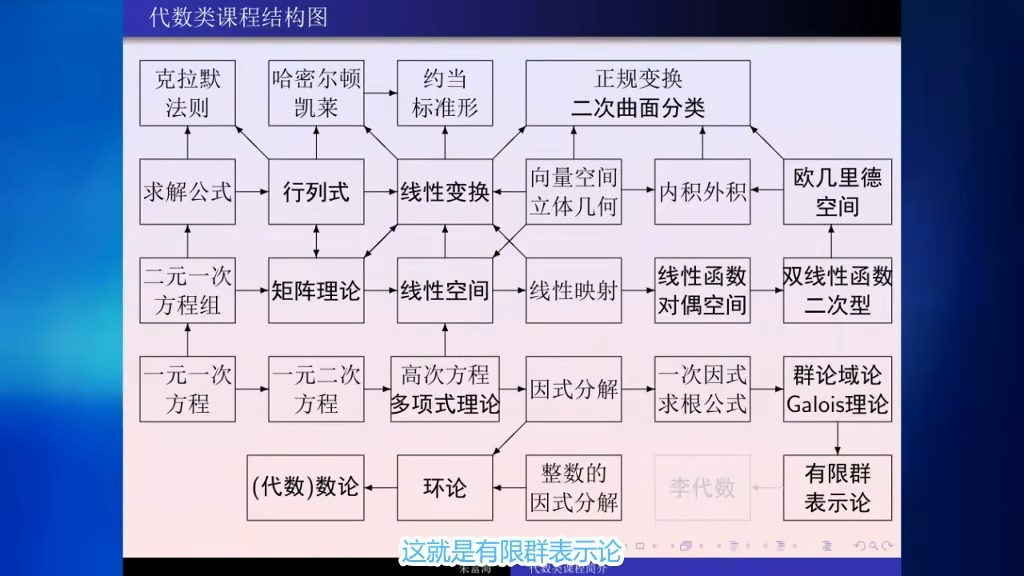 代数类课程结构图
克拉默
法则
哈密尔顿
凯莱
约当
标准形
正规变换
二次曲面分类
求解公式
行列式
线性变换
向量空间
立体几何
内积外积
欧几里德
空间
二元一次
方程组
矩阵理论
线性空间
线性映射
线性函数
对偶空间
双线性函数
二次型
一元一次
方程
一元二次
方程
高次方程
多项式理论
因式分解
一次因式
求根公式
群论域论
Galois理论
(代数)数论
环论
整数的
因式分解
李代数
有限群
表示论
这就是有限群表示论
代数类课程简介